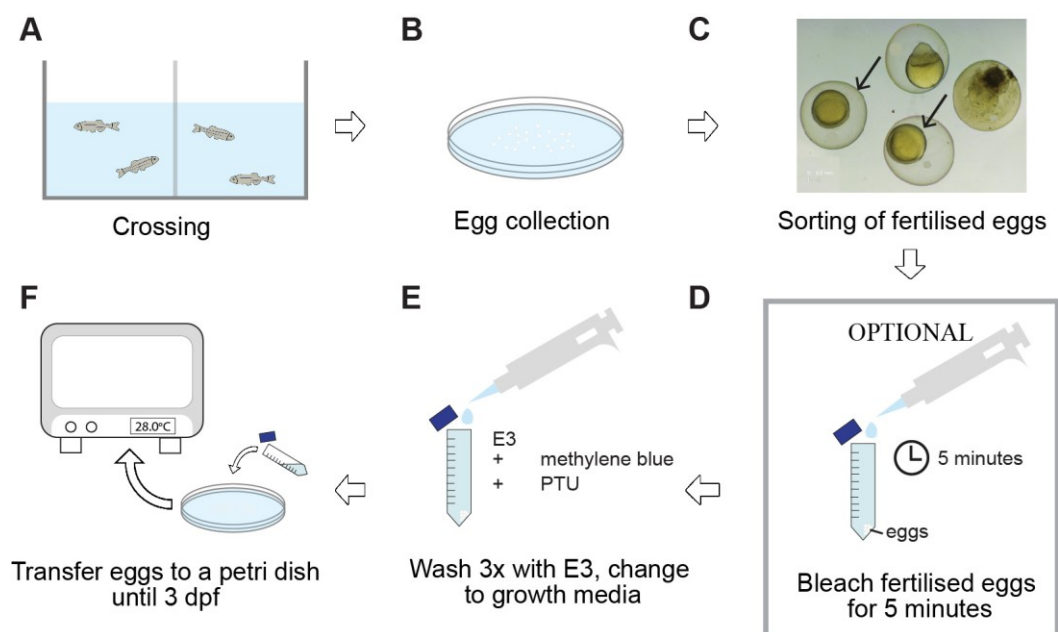 A
Crossing
B
Egg collection
C
Sorting of fertilised eggs
D
OPTIONAL
5 minutes
eggs
Bleach fertilised eggs
for 5 minutes
E
E3
+ methylene blue
+ PTU
Wash 3x with E3, change
to growth media
F
28.0ºC
Transfer eggs to a petri dish
until 3 dpf